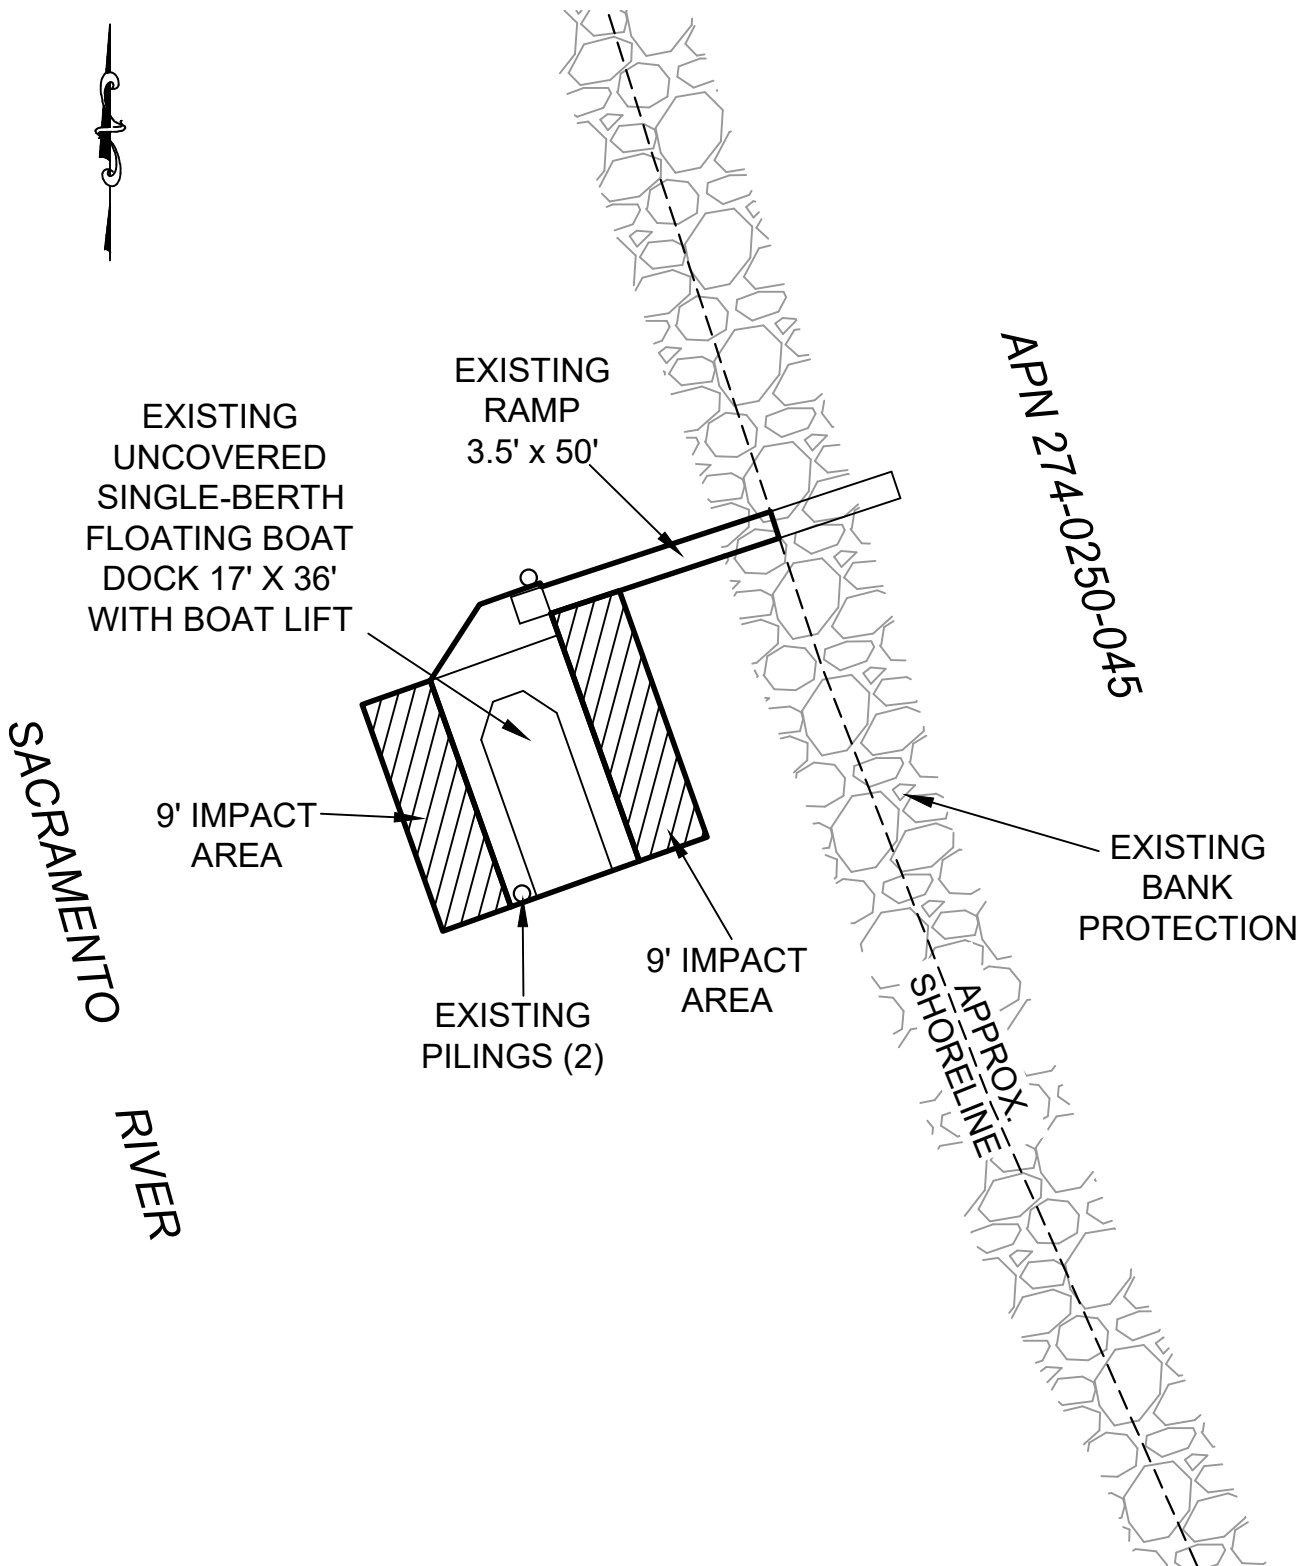 EXISTING
RAMP
3.5' x 50'
EXISTING
UNCOVERED
SINGLE-BERTH
FLOATING BOAT
DOCK 17' X 36'
WITH BOAT LIFT
APN 274-0250-045
SACRAMENTO
RIVER
9' IMPACT
AREA
EXISTING
BANK
PROTECTION
9' IMPACT
AREA
EXISTING
PILINGS (2)
APPROX.
SHORELINE